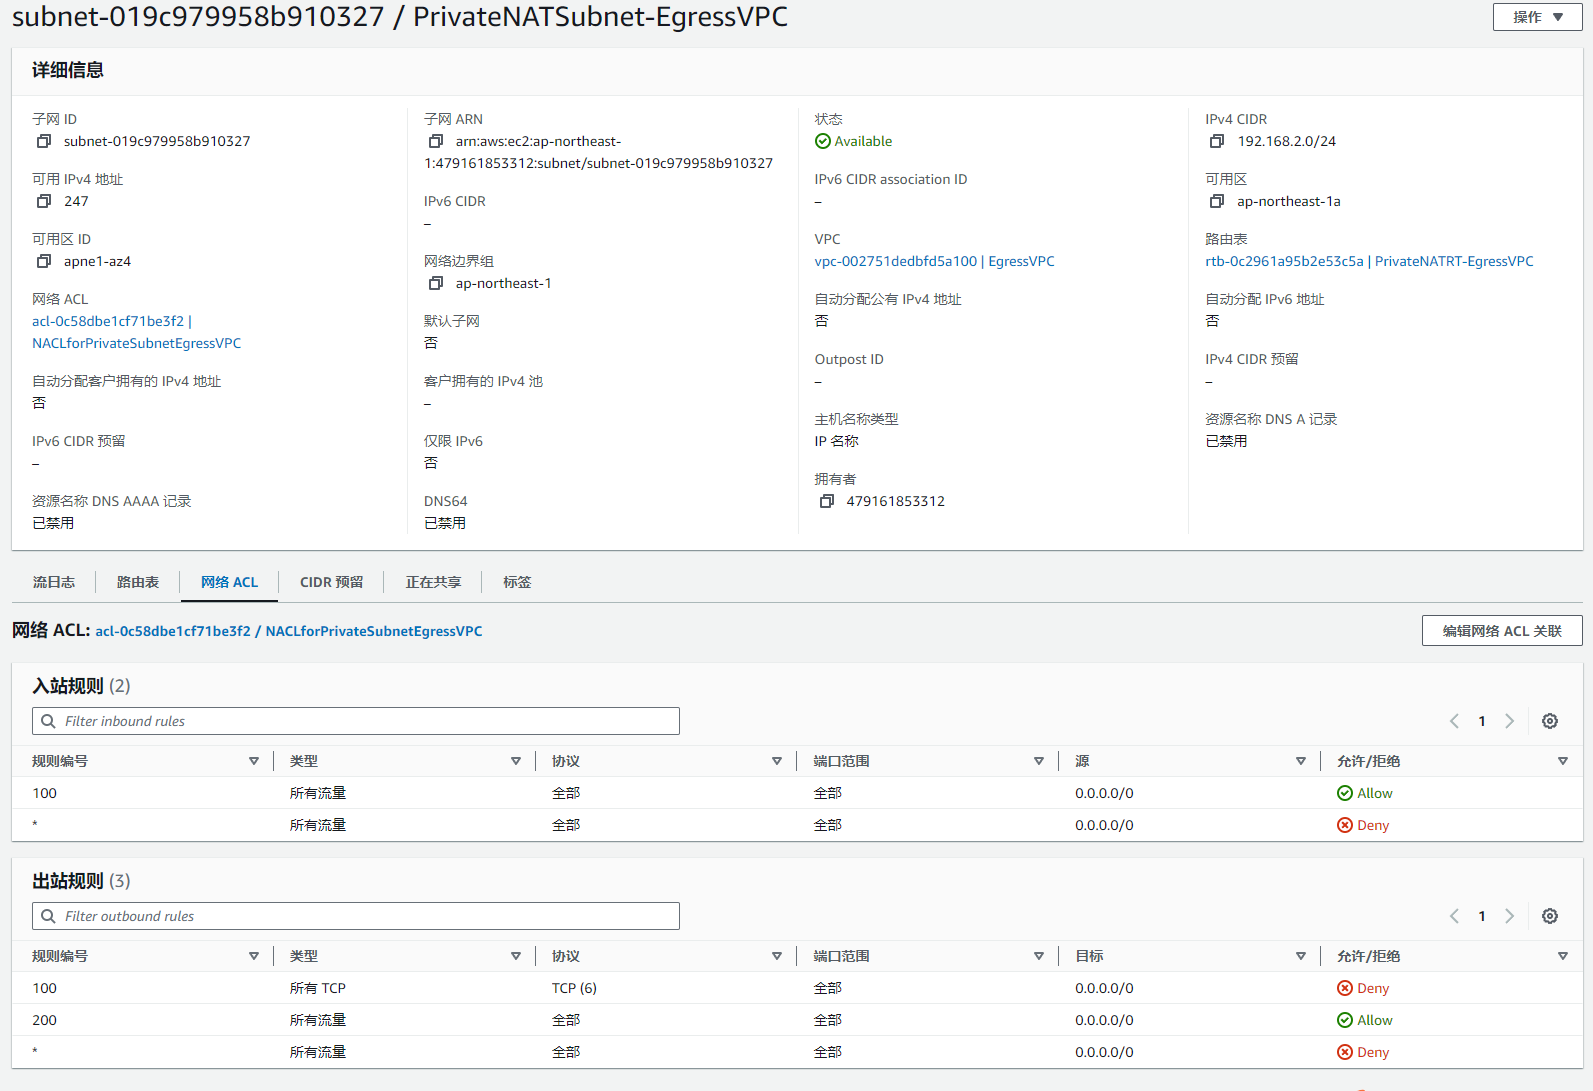 subnet-019c979958b910327 / PrivateNATSubnet-EgressVPC
操作
详细信息
子网 ID
subnet-019c979958b910327
可用 IPv4 地址
247
可用区 ID
apne1-az4
网络 ACL
acl-0c58dbe1cf71be3f2 |
NACLforPrivateSubnetEgressVPC
自动分配客户拥有的 IPv4 地址
否
IPv6 CIDR 预留
–
资源名称 DNS AAAA 记录
已禁用
子网 ARN
arn:aws:ec2:ap-northeast-
1:479161853312:subnet/subnet-019c979958b910327
IPv6 CIDR
–
网络边界组
ap-northeast-1
默认子网
否
客户拥有的 IPv4 池
–
仅限 IPv6
否
DNS64
已禁用
状态
Available
IPv6 CIDR association ID
–
VPC
vpc-002751dedbfd5a100 | EgressVPC
自动分配公有 IPv4 地址
否
Outpost ID
–
主机名称类型
IP 名称
拥有者
479161853312
IPv4 CIDR
192.168.2.0/24
可用区
ap-northeast-1a
路由表
rtb-0c2961a95b2e53c5a | PrivateNATRT-EgressVPC
自动分配 IPv6 地址
否
IPv4 CIDR 预留
–
资源名称 DNS A 记录
已禁用
流日志 路由表 网络 ACL CIDR 预留 正在共享 标签
网络 ACL: acl-0c58dbe1cf71be3f2 / NACLforPrivateSubnetEgressVPC
编辑网络 ACL 关联
入站规则 (2)
Filter inbound rules
1
规则编号 类型 协议 端口范围 源 允许/拒绝
100 所有流量 全部 全部 0.0.0.0/0 Allow
* 所有流量 全部 全部 0.0.0.0/0 Deny
出站规则 (3)
Filter outbound rules
1
规则编号 类型 协议 端口范围 目标 允许/拒绝
100 所有 TCP TCP (6) 全部 0.0.0.0/0 Deny
200 所有流量 全部 全部 0.0.0.0/0 Allow
* 所有流量 全部 全部 0.0.0.0/0 Deny